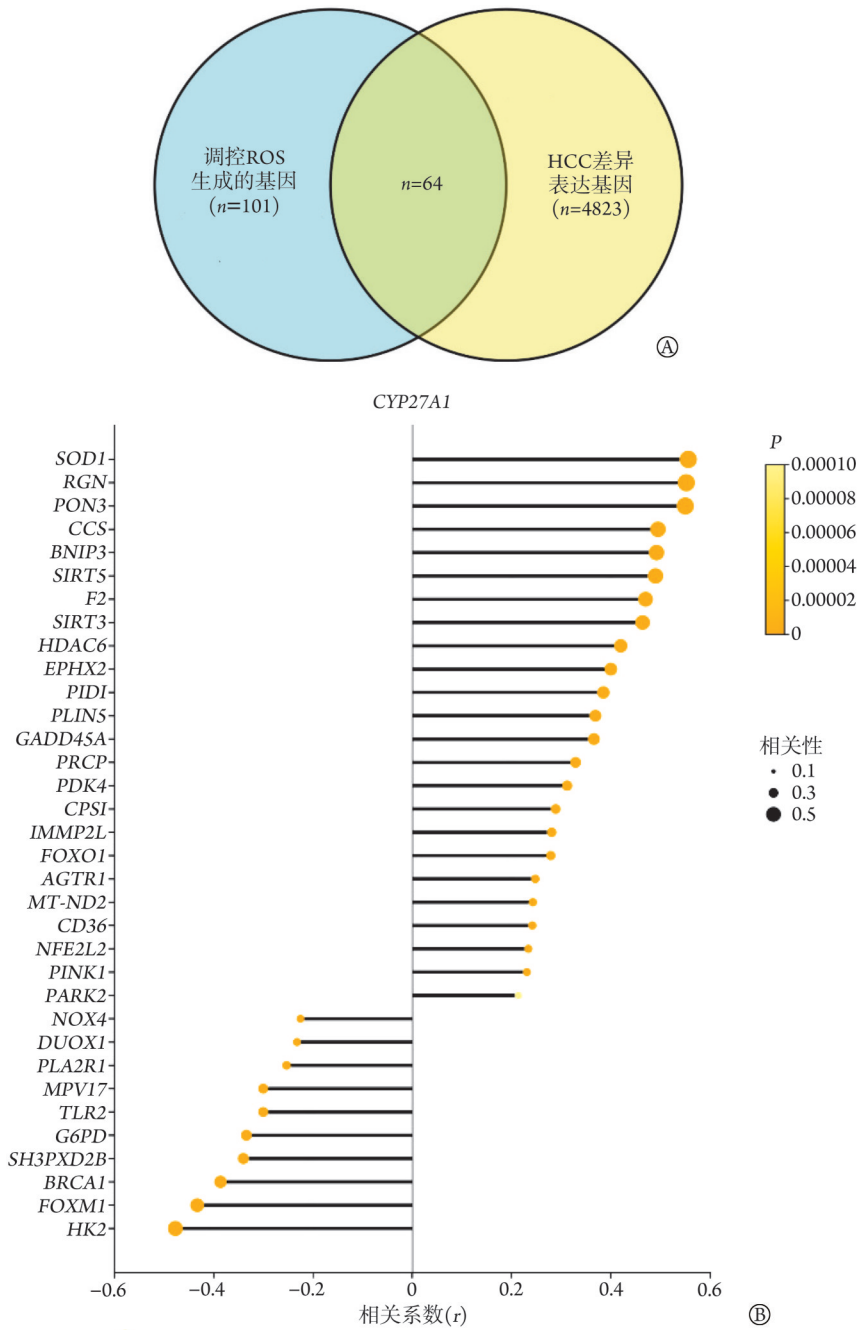 调控ROS
生成的基因
(n=101)
n=64
HCC差异
表达基因
(n=4823)
Ⓐ
CYP27A1
SOD1
RGN
PON3
CCS
BNIP3
SIRT5
F2
SIRT3
HDAC6
EPHX2
PIDI
PLIN5
GADD45A
PRCP
PDK4
CPSI
IMMP2L
FOXO1
AGTR1
MT-ND2
CD36
NFE2L2
PINK1
PARK2
NOX4
DUOX1
PLA2R1
MPV17
TLR2
G6PD
SH3PXD2B
BRCA1
FOXM1
HK2
−0.6 −0.4 −0.2 0 0.2 0.4 0.6
相关系数(r)
P
0.00010
0.00008
0.00006
0.00004
0.00002
0
相关性
0.1
0.3
0.5
Ⓑ